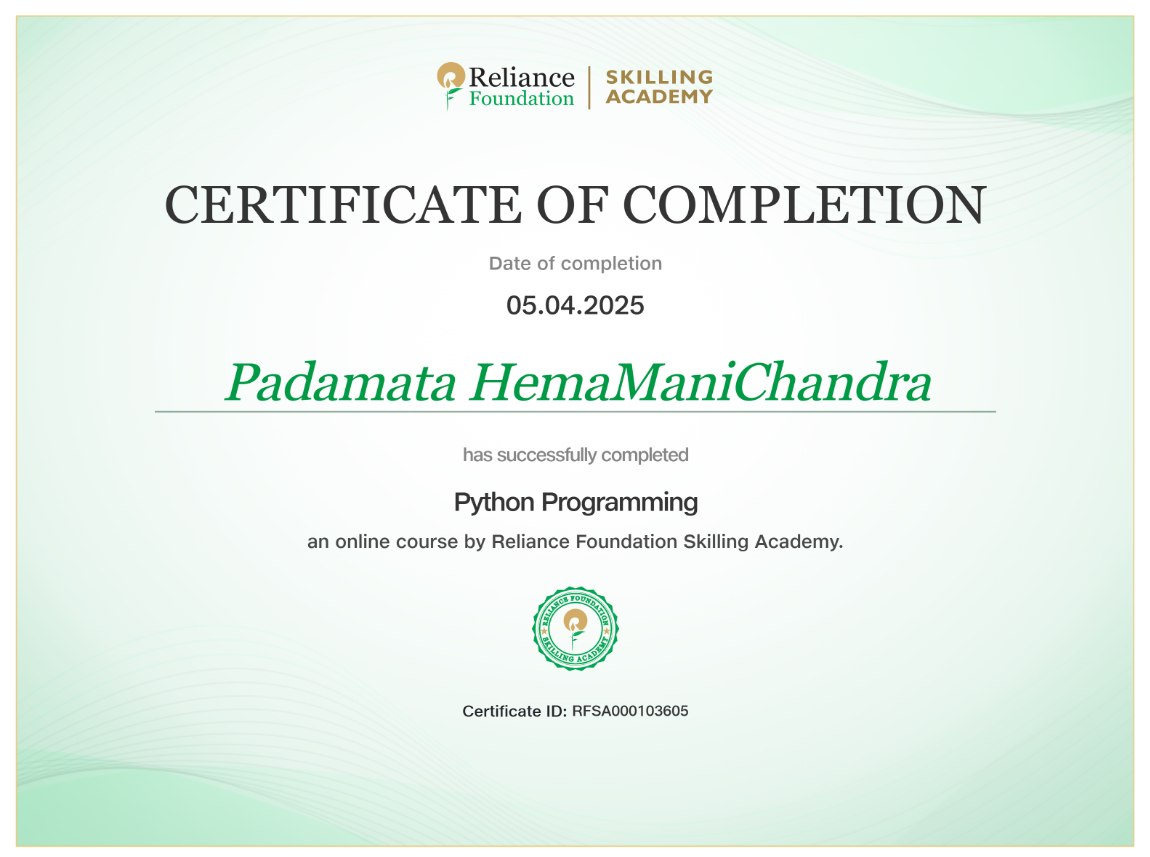 Reliance
Foundation
SKILLING
ACADEMY
CERTIFICATE OF COMPLETION
Date of completion
05.04.2025
Padamata HemaManiChandra
has successfully completed
Python Programming
an online course by Reliance Foundation Skilling Academy.
RELIANCE FOUNDATION
SKILLING ACADEMY
Certificate ID: RFSA000103605